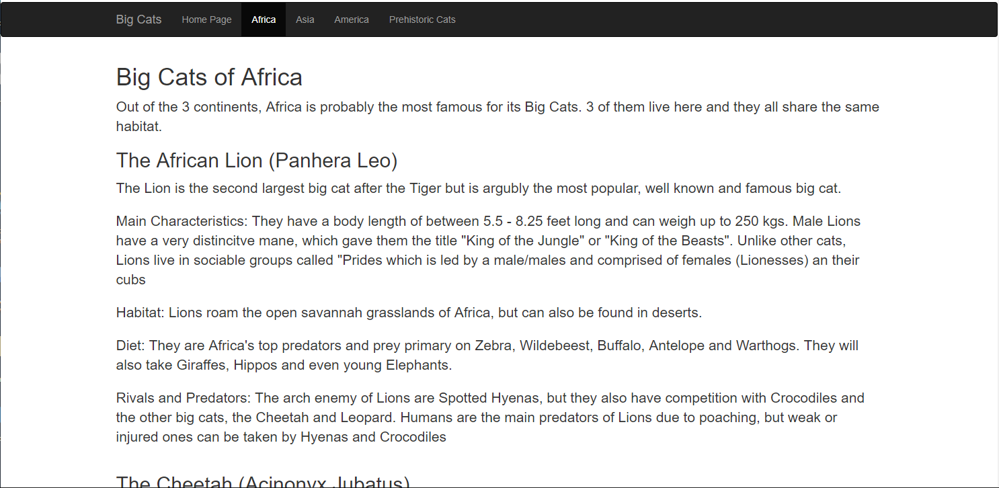 Big Cats Home Page Africa Asia America Prehistoric Cats
Big Cats of Africa
Out of the 3 continents, Africa is probably the most famous for its Big Cats. 3 of them live here and they all share the same
habitat.
The African Lion (Panhera Leo)
The Lion is the second largest big cat after the Tiger but is argubly the most popular, well known and famous big cat.
Main Characteristics: They have a body length of between 5.5 - 8.25 feet long and can weigh up to 250 kgs. Male Lions
have a very distincitve mane, which gave them the title "King of the Jungle" or "King of the Beasts". Unlike other cats,
Lions live in sociable groups called "Prides which is led by a male/males and comprised of females (Lionesses) an their
cubs
Habitat: Lions roam the open savannah grasslands of Africa, but can also be found in deserts.
Diet: They are Africa's top predators and prey primary on Zebra, Wildebeest, Buffalo, Antelope and Warthogs. They will
also take Giraffes, Hippos and even young Elephants.
Rivals and Predators: The arch enemy of Lions are Spotted Hyenas, but they also have competition with Crocodiles and
the other big cats, the Cheetah and Leopard. Humans are the main predators of Lions due to poaching, but weak or
injured ones can be taken by Hyenas and Crocodiles
The Cheetah (Acinonyx Jubatus)